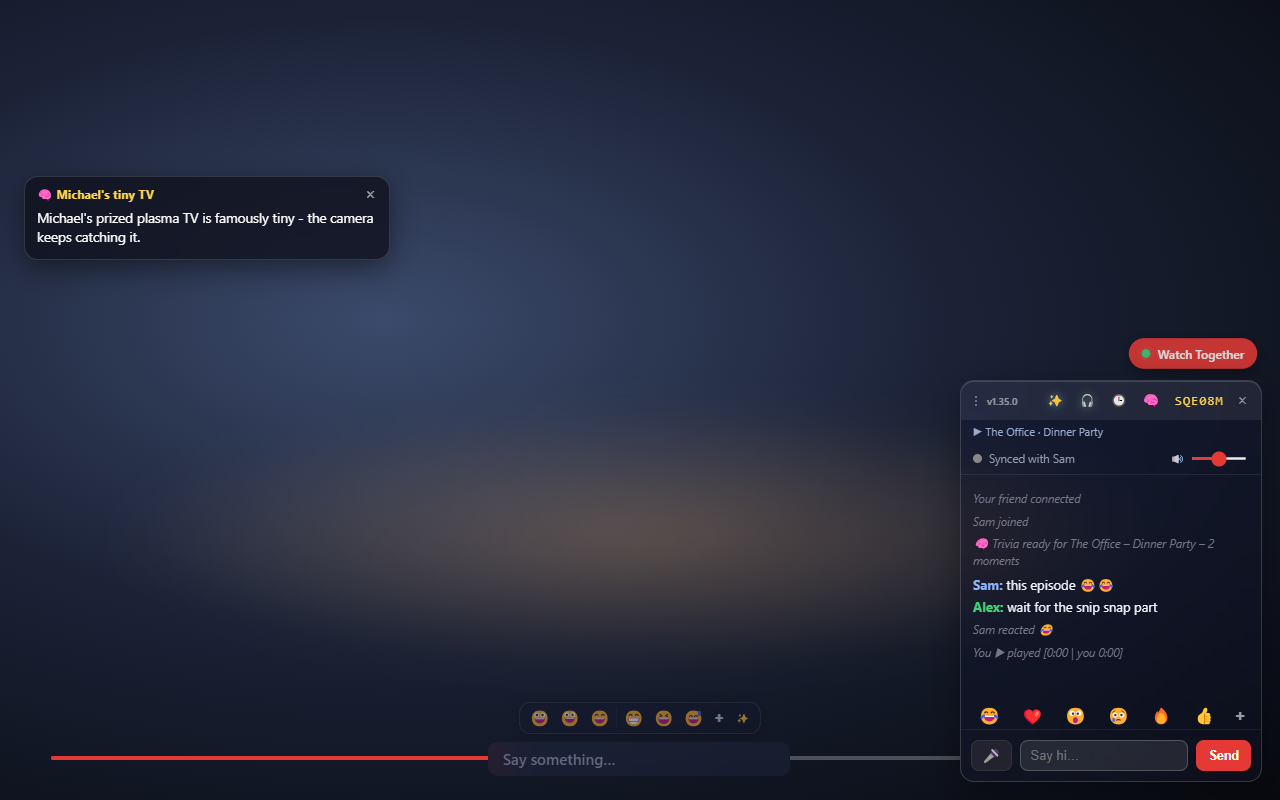 Michael's tiny TV
Michael's prized plasma TV is famously tiny - the camera
keeps catching it.
Watch Together
v1.35.0
SQE08M
The Office · Dinner Party
Synced with Sam
Your friend connected
Sam joined
Trivia ready for The Office – Dinner Party – 2
moments
Sam: this episode 😂 😂
Alex: wait for the snip snap part
Sam reacted 😂
You ▶ played [0:00 | you 0:00]
Say something...
Say hi...
Send